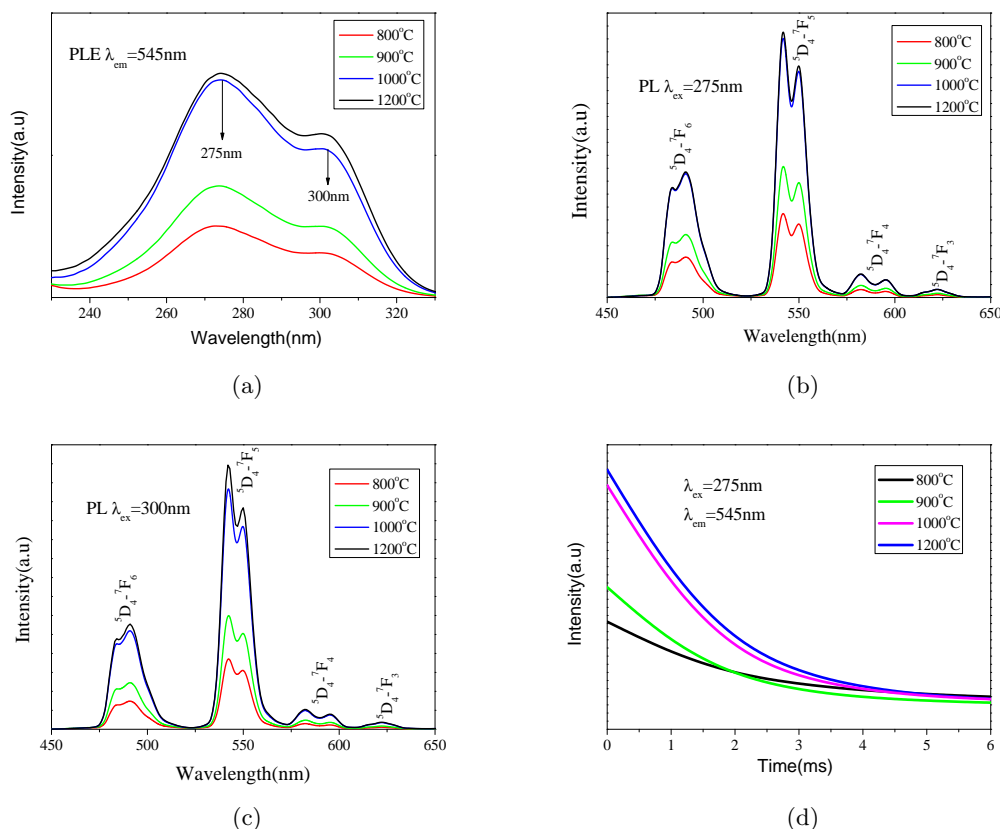 PLE λem=545nm
800°C
900°C
1000°C
1200°C
275nm
300nm
Intensity(a.u)
240 260 280 300 320
Wavelength(nm)
(a)
PL λex=275nm
⁵D₄-⁷F₆
⁵D₄-⁷F₅
⁵D₄-⁷F₄
⁵D₄-⁷F₃
800°C
900°C
1000°C
1200°C
Intensity(a.u)
450 500 550 600 650
Wavelength(nm)
(b)
PL λex=300nm
⁵D₄-⁷F₆
⁵D₄-⁷F₅
⁵D₄-⁷F₄
⁵D₄-⁷F₃
800°C
900°C
1000°C
1200°C
Intensity(a.u)
450 500 550 600 650
Wavelength(nm)
(c)
λex=275nm
λem=545nm
800°C
900°C
1000°C
1200°C
Intensity(a.u)
0 1 2 3 4 5 6
Time(ms)
(d)